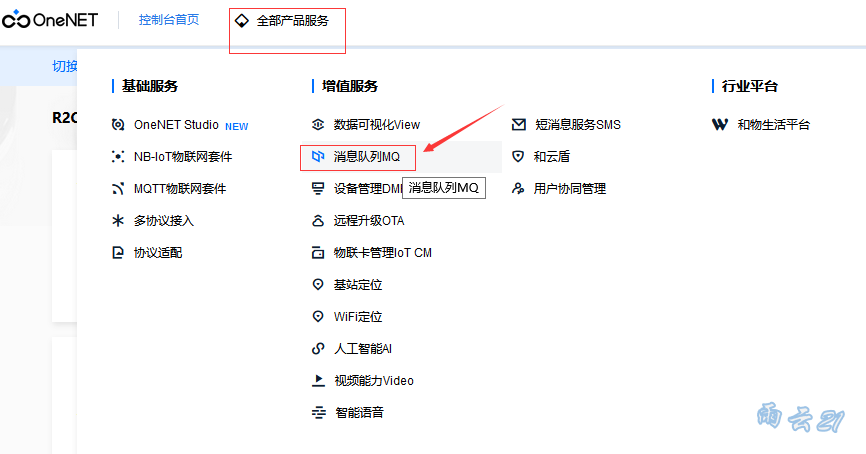 OneNET
控制台首页
全部产品服务
切换
R2C
基础服务
OneNET Studio NEW
NB-IoT物联网套件
MQTT物联网套件
多协议接入
协议适配
增值服务
数据可视化View
消息队列MQ
设备管理DM
消息队列MQ
远程升级OTA
物联卡管理IoT CM
基站定位
WiFi定位
人工智能AI
视频能力Video
智能语音
短消息服务SMS
和云盾
用户协同管理
行业平台
和物生活平台
雨云21